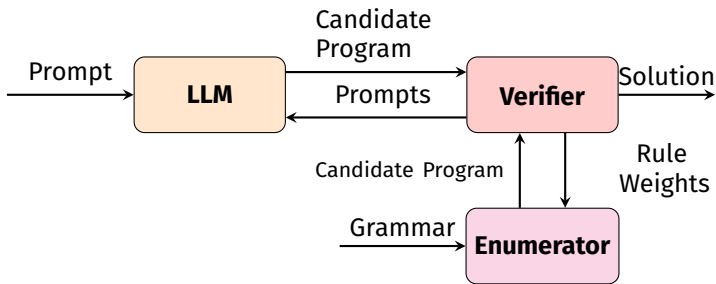 Candidate
Program
Prompt
LLM
Prompts
Verifier
Solution
Candidate Program
Rule
Weights
Grammar
Enumerator